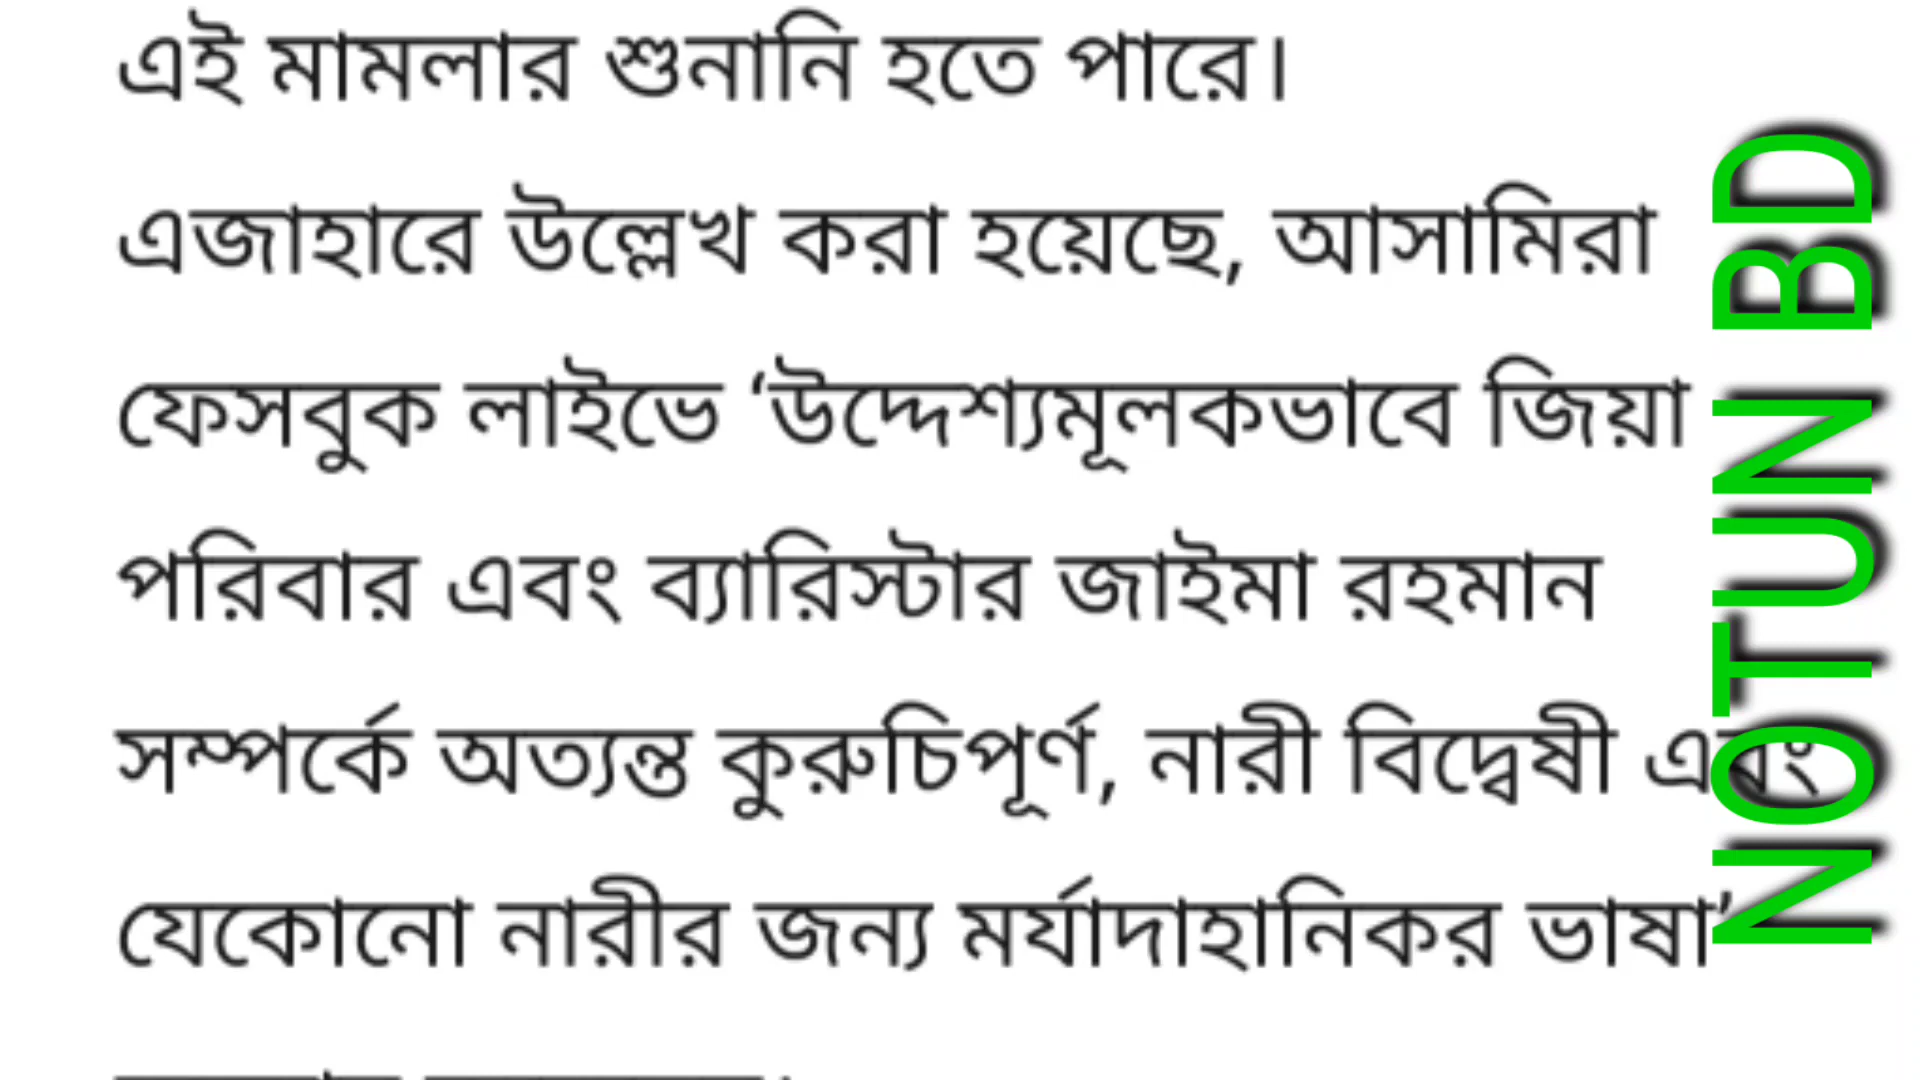 এই মামলার শুনানি হতে পারে।
এজাহারে উল্লেখ করা হয়েছে, আসামিরা
ফেসবুক লাইভে ‘উদ্দেশ্যমূলকভাবে জিয়া
পরিবার এবং ব্যারিস্টার জাইমা রহমান
সম্পর্কে অত্যন্ত কুরুচিপূর্ণ, নারী বিদ্বেষী এবং
যেকোনো নারীর জন্য মর্যাদাহানিকর ভাষা’
NOTUN BD